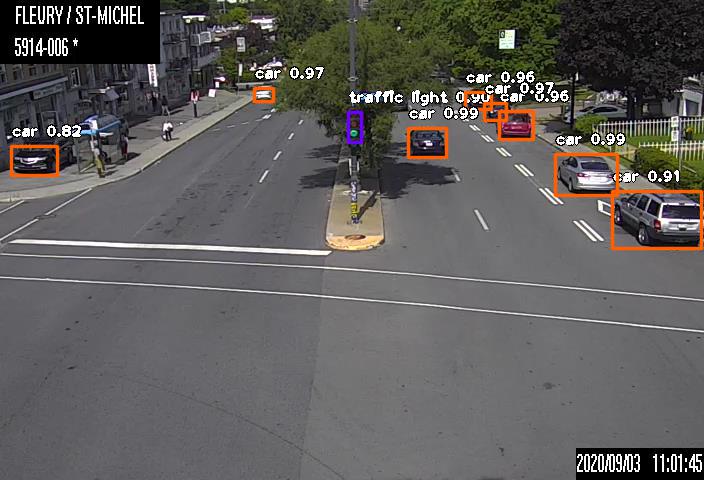 FLEURY / ST-MICHEL
5914-006 *
car 0.97
car 0.96
car 0.97
traffic light 0.90
car 0.96
car 0.99
car 0.82
car 0.99
car 0.91
2020/09/03 11:01:45